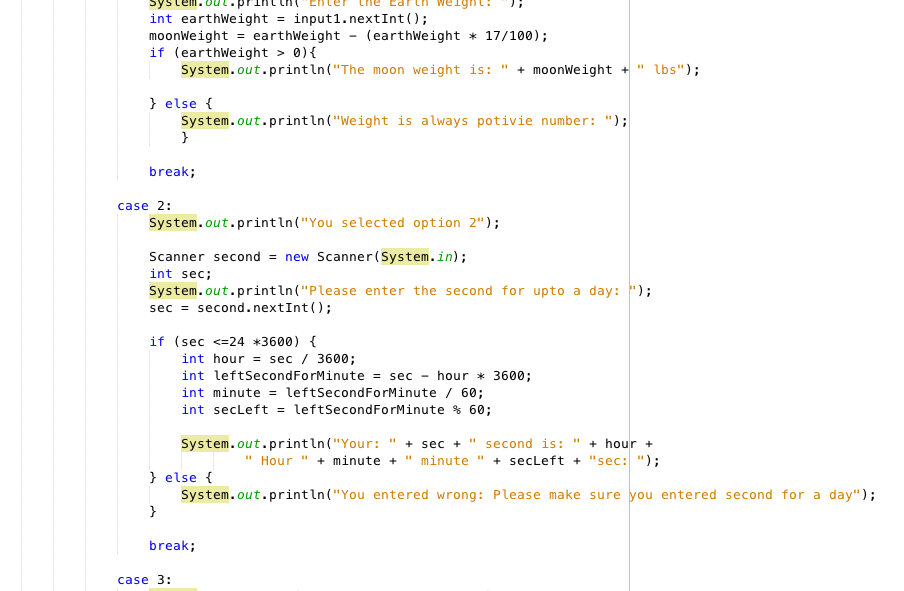 System.out.println("Enter the Earth Weight: ");
int earthWeight = input1.nextInt();
moonWeight = earthWeight − (earthWeight * 17/100);
if (earthWeight > 0){
System.out.println("The moon weight is: " + moonWeight + " lbs");
} else {
System.out.println("Weight is always potivie number: ");
}
break;
case 2:
System.out.println("You selected option 2");
Scanner second = new Scanner(System.in);
int sec;
System.out.println("Please enter the second for upto a day: ");
sec = second.nextInt();
if (sec <=24 *3600) {
int hour = sec / 3600;
int leftSecondForMinute = sec − hour * 3600;
int minute = leftSecondForMinute / 60;
int secLeft = leftSecondForMinute % 60;
System.out.println("Your: " + sec + " second is: " + hour +
" Hour " + minute + " minute " + secLeft + "sec: ");
} else {
System.out.println("You entered wrong: Please make sure you entered second for a day");
}
break;
case 3: